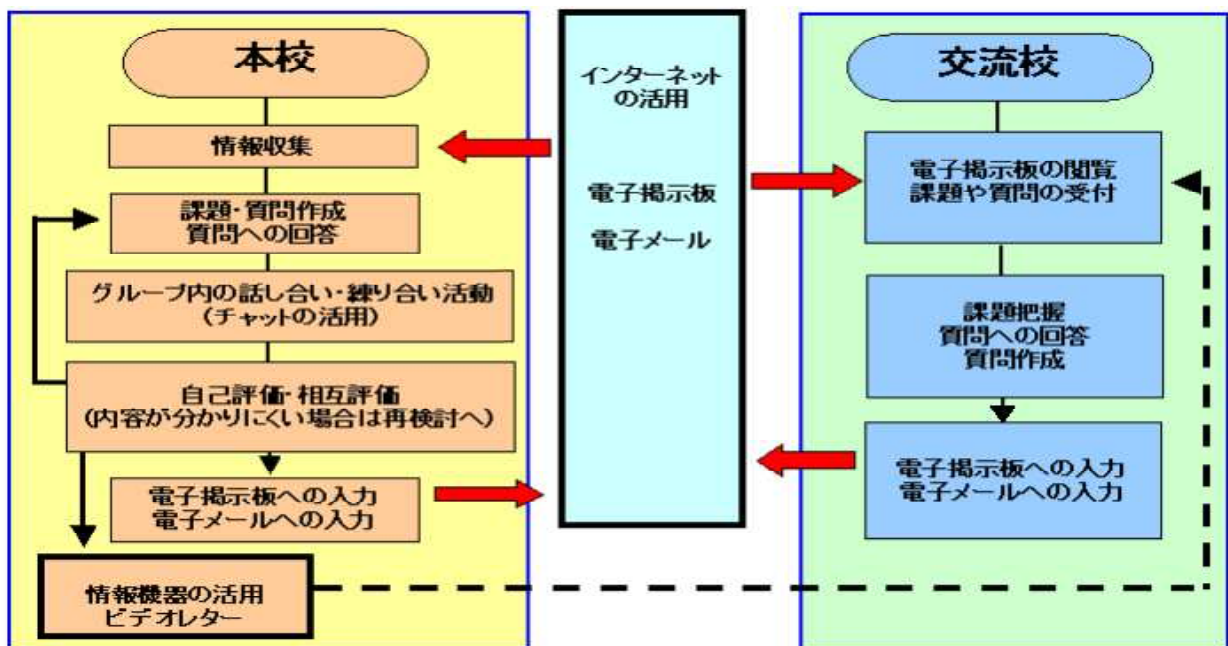 本校
情報収集
課題・質問作成
質問への回答
グループ内の話し合い・練り合い活動
(チャットの活用)
自己評価・相互評価
(内容が分かりにくい場合は再検討へ)
電子掲示板への入力
電子メールへの入力
情報機器の活用
ビデオレター
インターネット
の活用
電子掲示板
電子メール
交流校
電子掲示板の閲覧
課題や質問の受付
課題把握
質問への回答
質問作成
電子掲示板への入力
電子メールへの入力